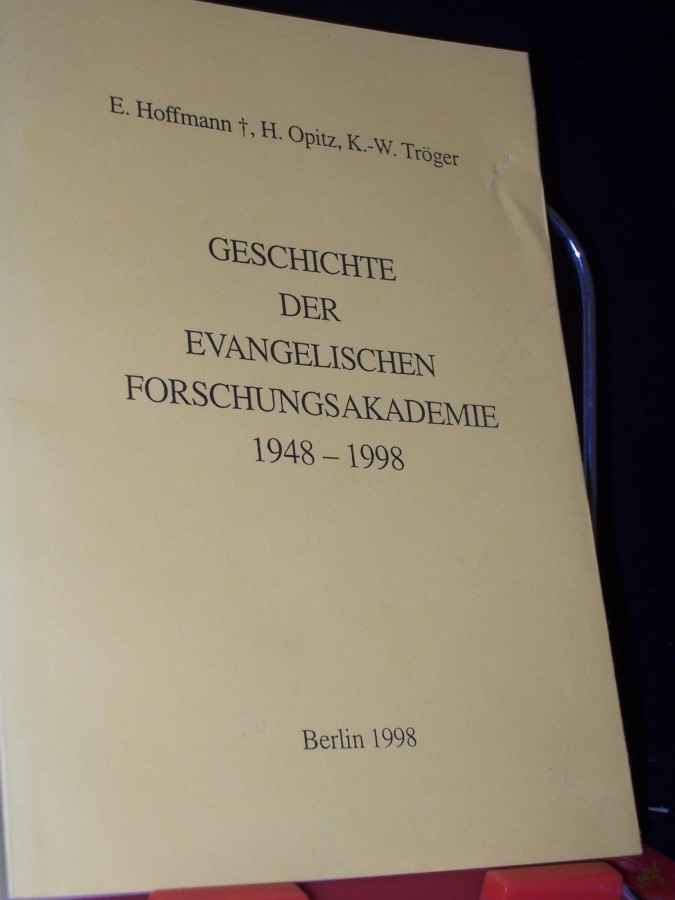 E. Hoffmann †, H. Opitz, K.-W. Tröger
GESCHICHTE
DER
EVANGELISCHEN
FORSCHUNGSAKADEMIE
1948 – 1998
Berlin 1998